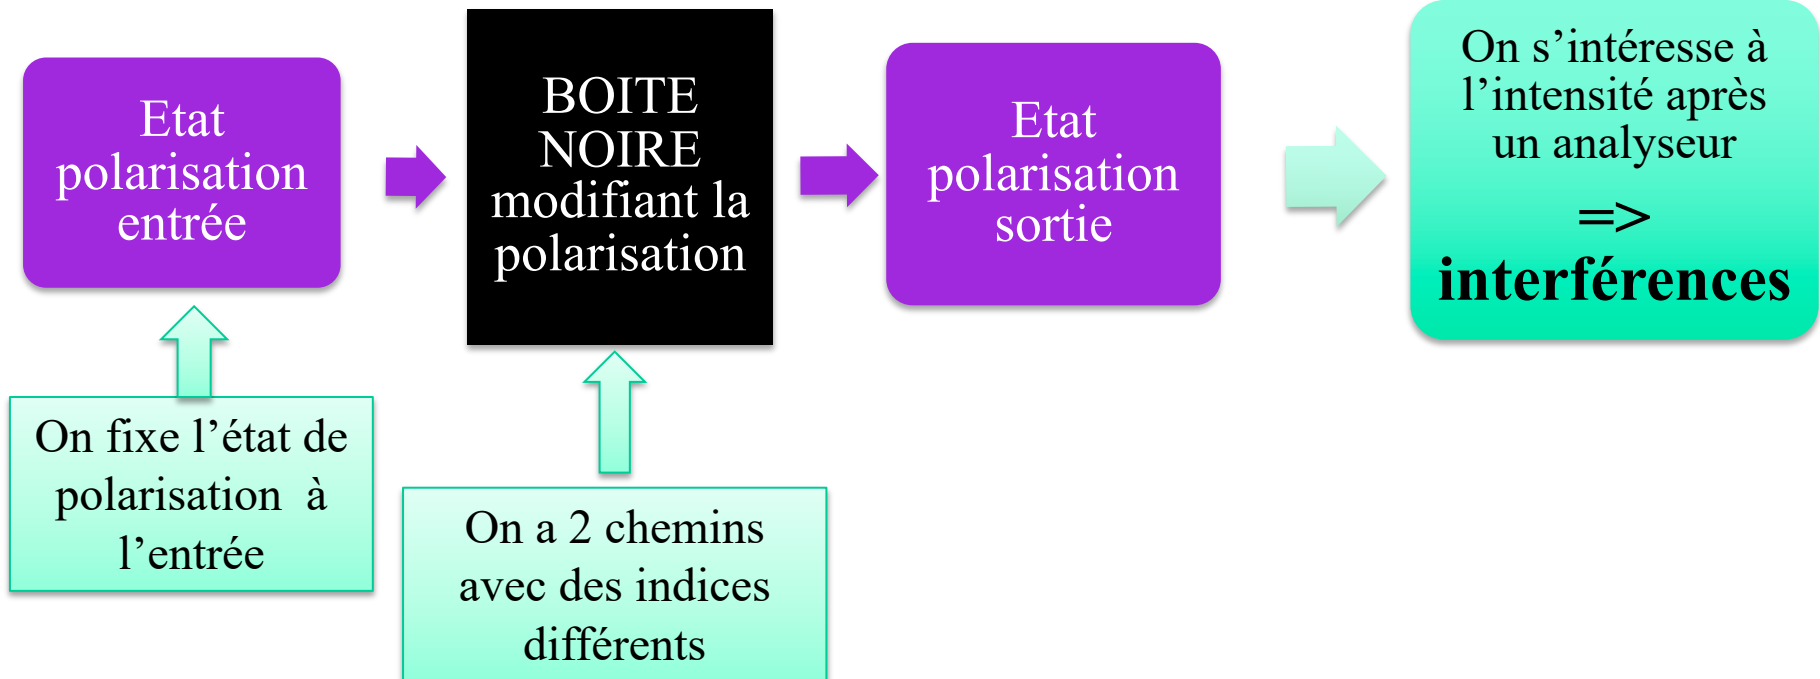 Etat
polarisation
entrée
BOITE
NOIRE
modifiant la
polarisation
Etat
polarisation
sortie
On s’intéresse à
l’intensité après
un analyseur
=>
interférences
On fixe l’état de
polarisation à
l’entrée
On a 2 chemins
avec des indices
différents